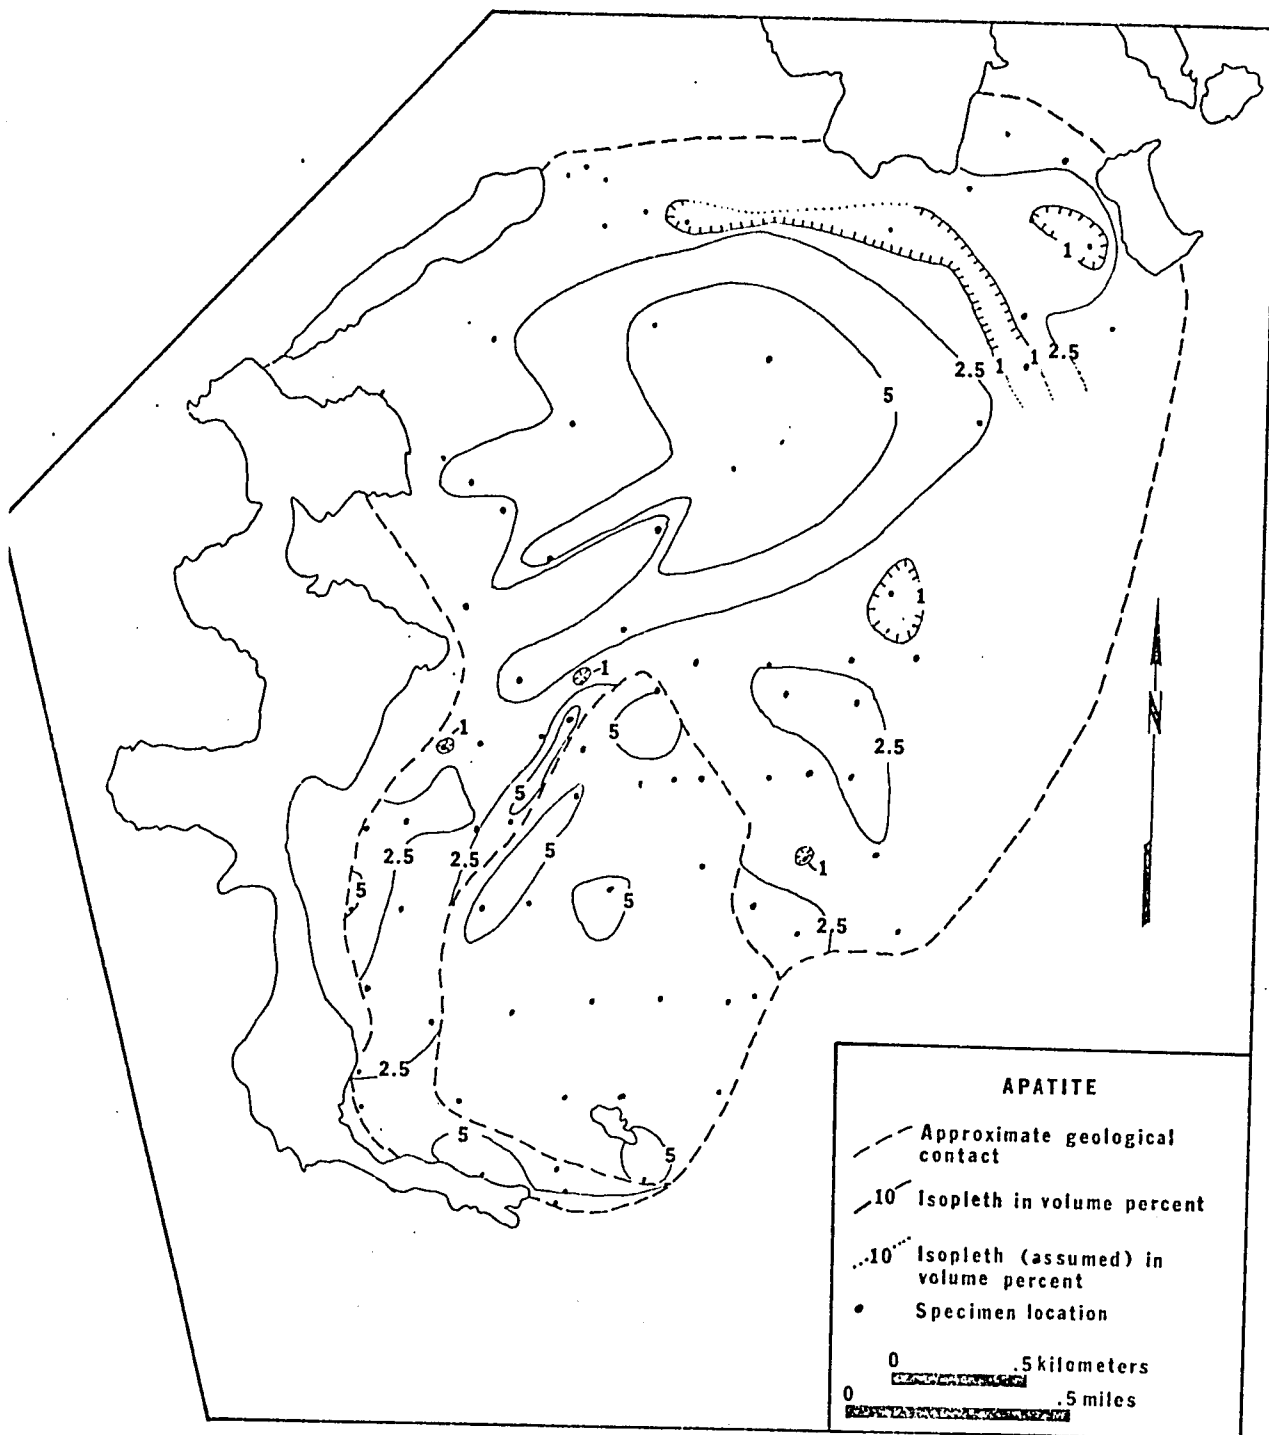 1
1
1
2.5
2.5
5
1
1
5
2.5
1
5
2.5
2.5
5
1
5
5
2.5
2.5
5
5
N
APATITE
Approximate geological
contact
10 Isopleth in volume percent
10 Isopleth (assumed) in
volume percent
Specimen location
0 .5 kilometers
0 .5 miles